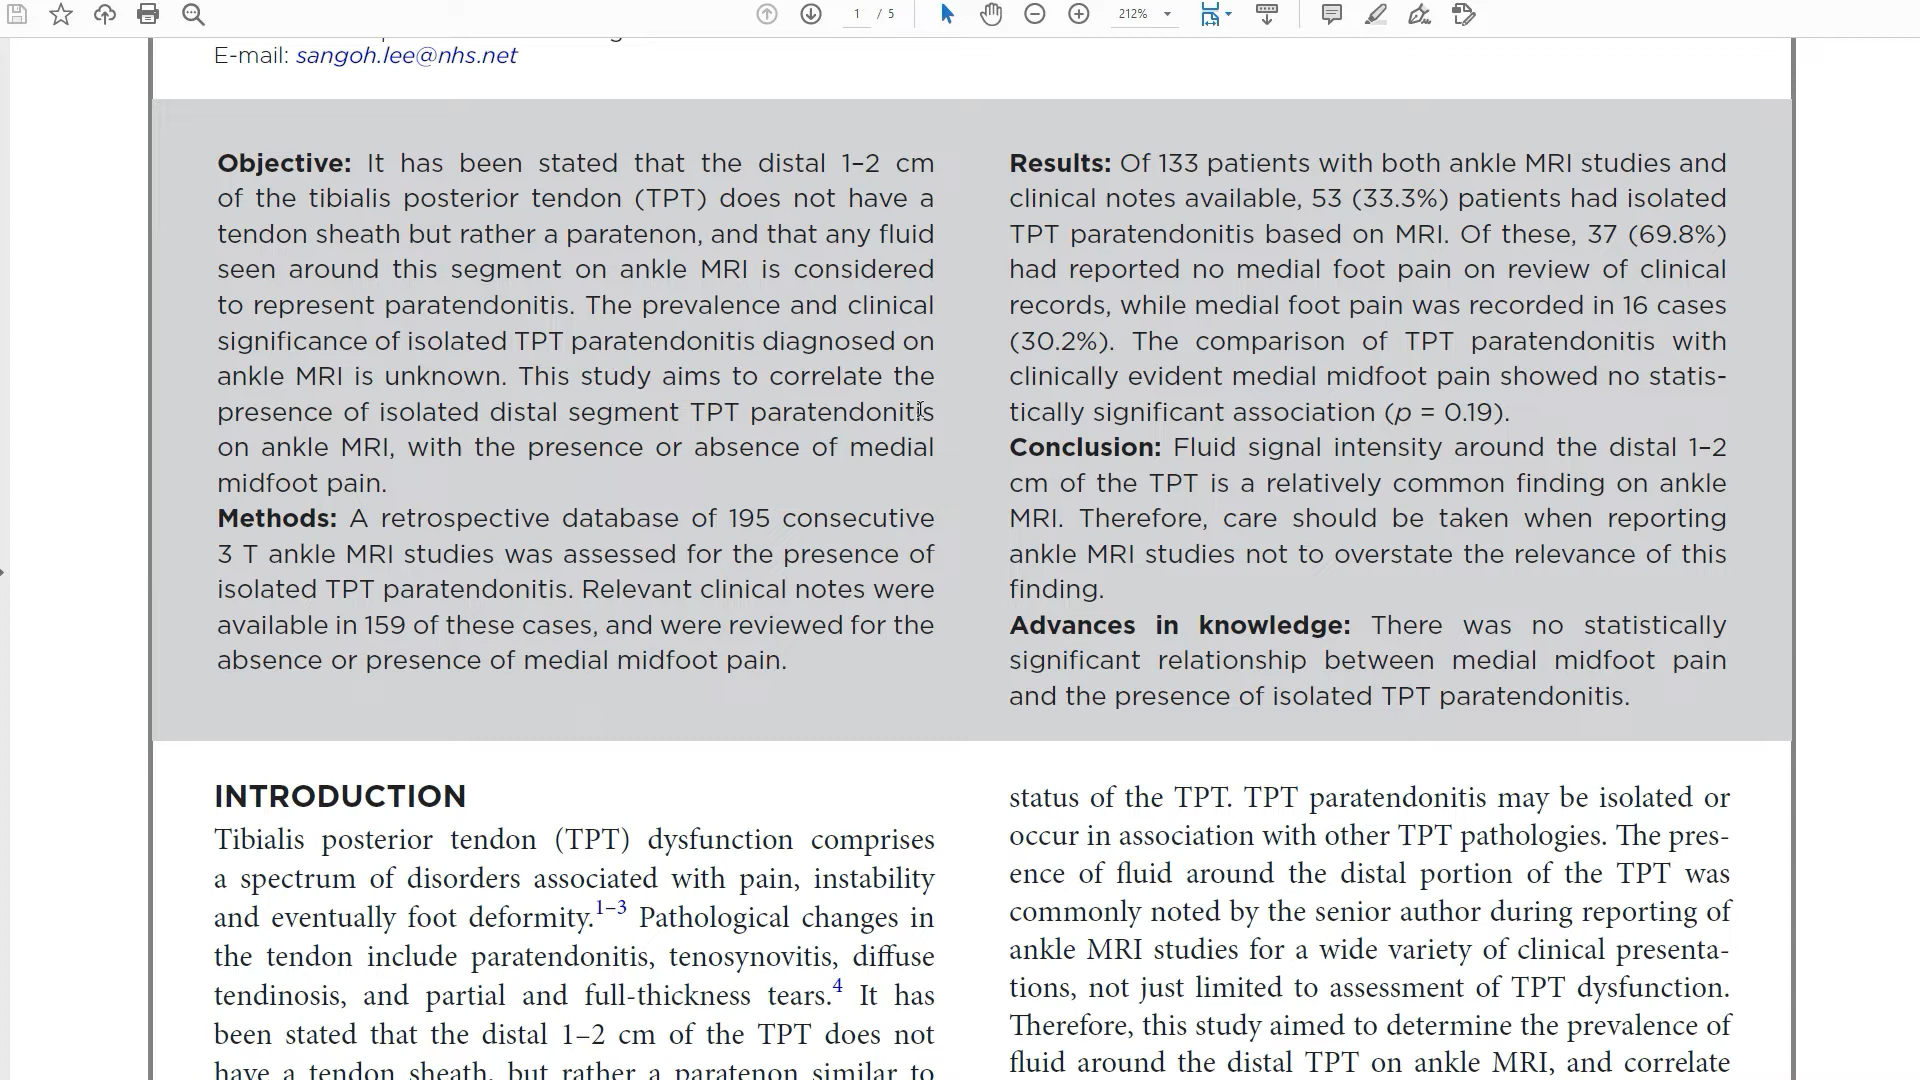 1 / 5
212%
E-mail: sangoh.lee@nhs.net
Objective: It has been stated that the distal 1–2 cm
of the tibialis posterior tendon (TPT) does not have a
tendon sheath but rather a paratenon, and that any fluid
seen around this segment on ankle MRI is considered
to represent paratendonitis. The prevalence and clinical
significance of isolated TPT paratendonitis diagnosed on
ankle MRI is unknown. This study aims to correlate the
presence of isolated distal segment TPT paratendonitis
on ankle MRI, with the presence or absence of medial
midfoot pain.
Methods: A retrospective database of 195 consecutive
3 T ankle MRI studies was assessed for the presence of
isolated TPT paratendonitis. Relevant clinical notes were
available in 159 of these cases, and were reviewed for the
absence or presence of medial midfoot pain.
Results: Of 133 patients with both ankle MRI studies and
clinical notes available, 53 (33.3%) patients had isolated
TPT paratendonitis based on MRI. Of these, 37 (69.8%)
had reported no medial foot pain on review of clinical
records, while medial foot pain was recorded in 16 cases
(30.2%). The comparison of TPT paratendonitis with
clinically evident medial midfoot pain showed no statis-
tically significant association (p = 0.19).
Conclusion: Fluid signal intensity around the distal 1–2
cm of the TPT is a relatively common finding on ankle
MRI. Therefore, care should be taken when reporting
ankle MRI studies not to overstate the relevance of this
finding.
Advances in knowledge: There was no statistically
significant relationship between medial midfoot pain
and the presence of isolated TPT paratendonitis.
INTRODUCTION
Tibialis posterior tendon (TPT) dysfunction comprises
a spectrum of disorders associated with pain, instability
and eventually foot deformity.1–3 Pathological changes in
the tendon include paratendonitis, tenosynovitis, diffuse
tendinosis, and partial and full-thickness tears.4 It has
been stated that the distal 1–2 cm of the TPT does not
have a tendon sheath, but rather a paratenon similar to
status of the TPT. TPT paratendonitis may be isolated or
occur in association with other TPT pathologies. The pres-
ence of fluid around the distal portion of the TPT was
commonly noted by the senior author during reporting of
ankle MRI studies for a wide variety of clinical presenta-
tions, not just limited to assessment of TPT dysfunction.
Therefore, this study aimed to determine the prevalence of
fluid around the distal TPT on ankle MRI, and correlate